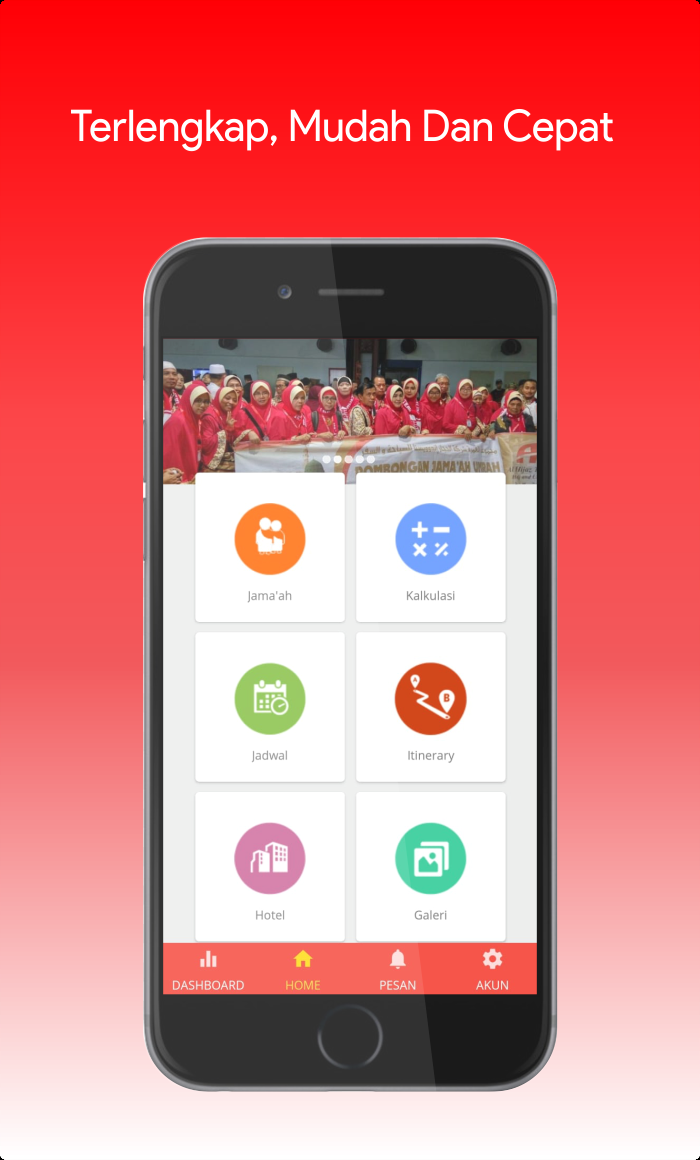 Terlengkap, Mudah Dan Cepat
ROMBONGAN JAMA'AH UMRAH
Jama'ah
Kalkulasi
Jadwal
Itinerary
A
B
Hotel
Galeri
DASHBOARD
HOME
PESAN
AKUN